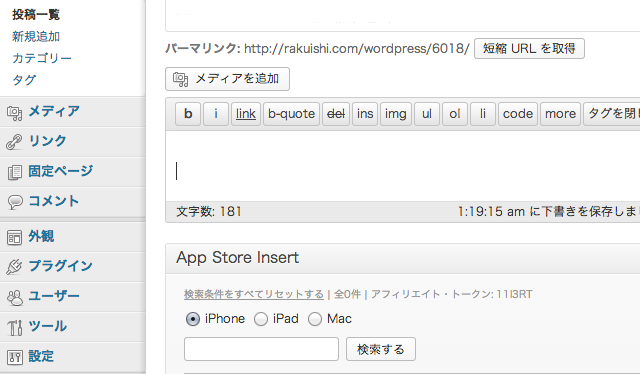 投稿一覧
新規追加
カテゴリー
タグ
メディア
リンク
固定ページ
コメント
外観
プラグイン
ユーザー
ツール
設定
パーマリンク: http://rakuishi.com/wordpress/6018/ 短縮 URL を取得
メディアを追加
b i link b-quote del ins img ul ol li code more タグを閉じ
文字数: 181 1:19:15 am に下書きを保存しまし
App Store Insert
検索条件をすべてリセットする | 全0件 | アフィリエイト・トークン: 11l3RT
iPhone iPad Mac
検索する